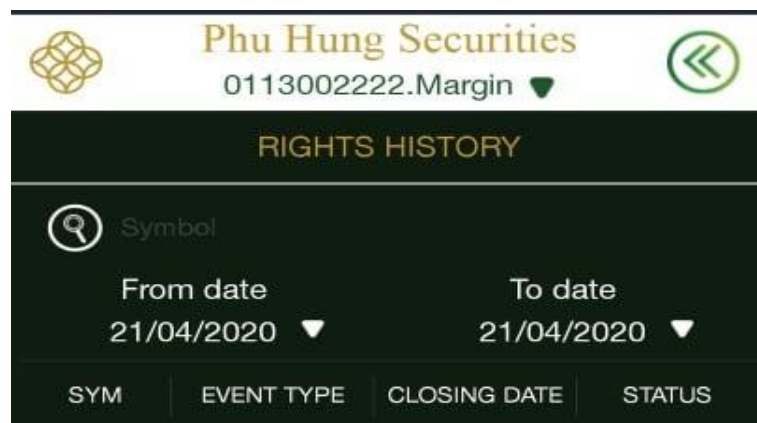 Phu Hung Securities
0113002222.Margin
RIGHTS HISTORY
Symbol
From date To date
21/04/2020 21/04/2020
SYM EVENT TYPE CLOSING DATE STATUS